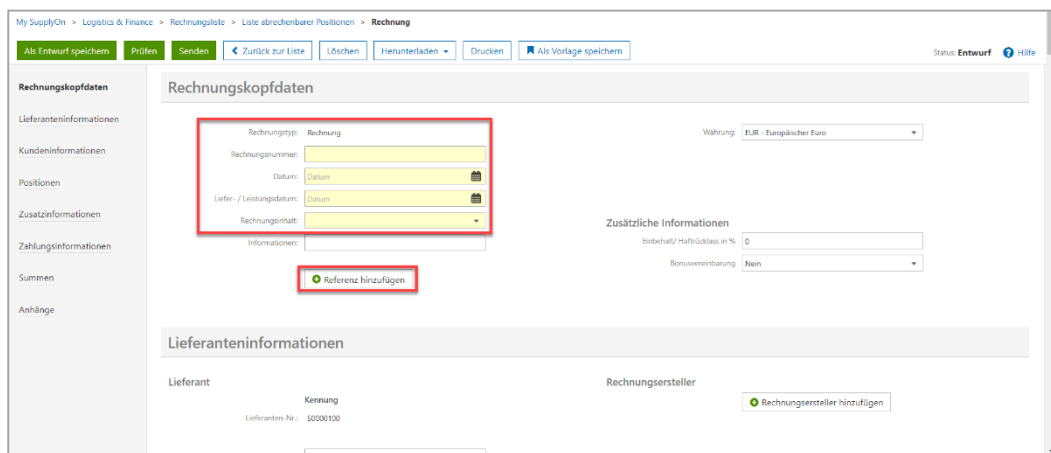 My SupplyOn > Logistics & Finance > Rechnungsliste > Liste abrechenbarer Positionen > Rechnung
Als Entwurf speichern Prüfen Senden Zurück zur Liste Löschen Herunterladen Drucken Als Vorlage speichern Status: Entwurf Hilfe
Rechnungskopfdaten
Lieferanteninformationen
Kundeninformationen
Positionen
Zusatzinformationen
Zahlungsinformationen
Summen
Anhänge
Rechnungskopfdaten
Rechnungstyp: Rechnung
Rechnungsnummer:
Datum: Datum
Liefer- / Leistungsdatum: Datum
Rechnungsinhalt:
Informationen:
Referenz hinzufügen
Währung: EUR - Europäischer Euro
Zusätzliche Informationen
Einbehalt/ Haftrücklass in % 0
Bonusvereinbarung Nein
Lieferanteninformationen
Lieferant
Kennung
Lieferanten-Nr.: S0000100
Rechnungsersteller
Rechnungsersteller hinzufügen